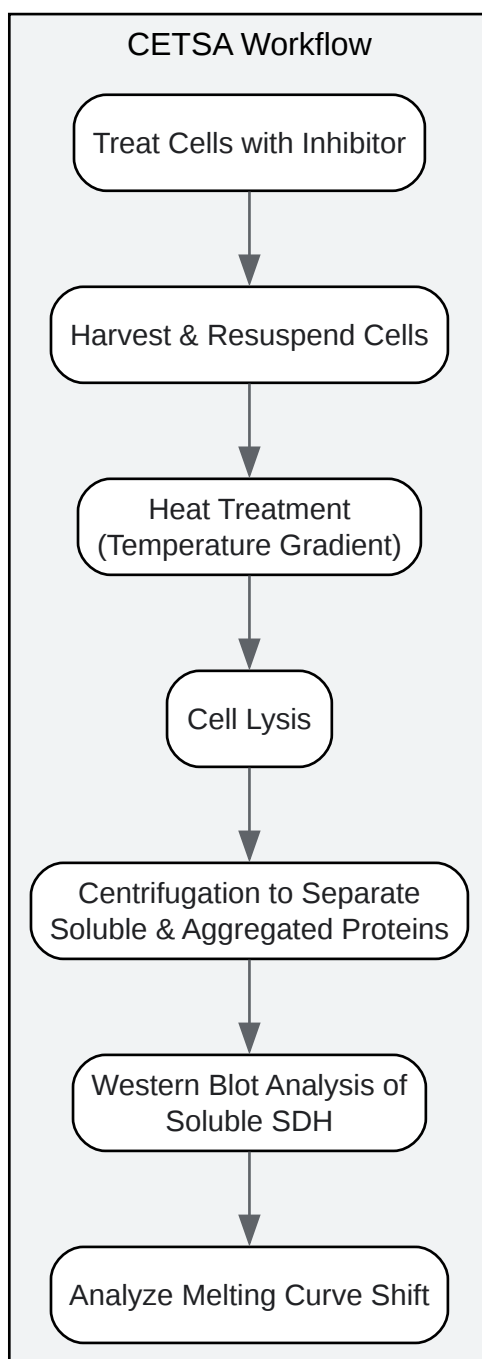 CETSA Workflow
Treat Cells with Inhibitor
Harvest & Resuspend Cells
Heat Treatment
(Temperature Gradient)
Cell Lysis
Centrifugation to Separate
Soluble & Aggregated Proteins
Western Blot Analysis of
Soluble SDH
Analyze Melting Curve Shift